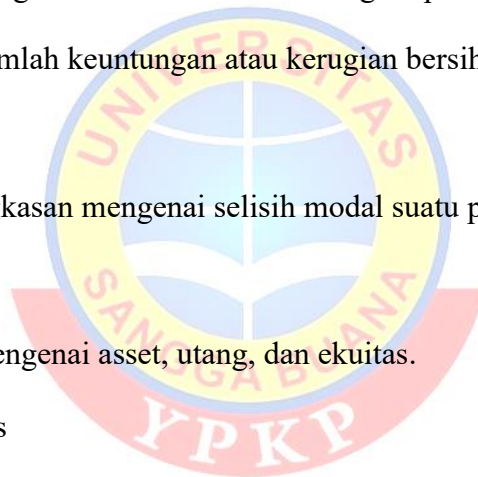 mlah keuntungan atau kerugian bersih
UNIVERSITAS
kasan mengenai selisih modal suatu p
engenai asset, utang, dan ekuitas.
SANGGA BUANA
s
YPKP